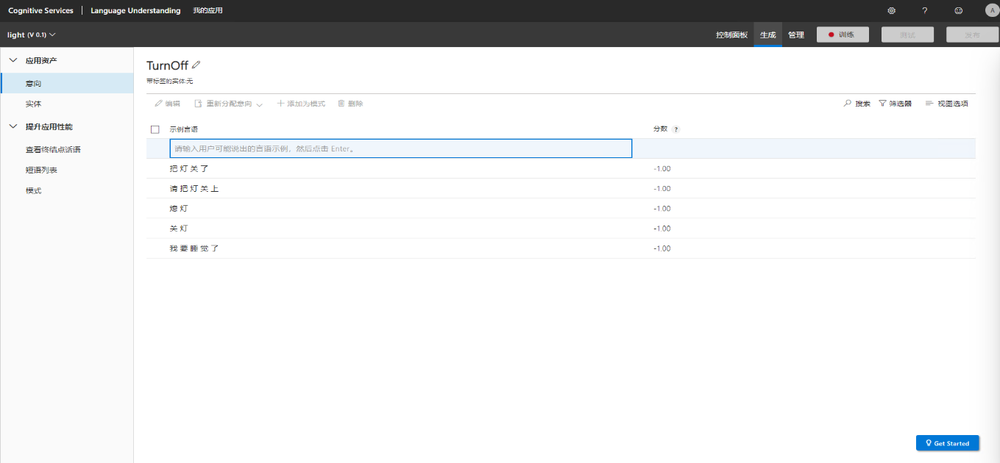 Cognitive Services | Language Understanding 我的应用 ? A
light (V 0.1) 控制面板 生成 管理 训练 测试 发布
应用资产
意向
实体
提升应用性能
查看终结点话语
短语列表
模式
TurnOff
带标签的实体:无
编辑 重新分配意向 添加为模式 删除 搜索 筛选器 视图选项
示例言语 分数 ?
请输入用户可能说出的言语示例，然后点击 Enter。
把 灯 关 了 -1.00
请 把 灯 关 上 -1.00
熄 灯 -1.00
关 灯 -1.00
我 要 睡 觉 了 -1.00
Get Started